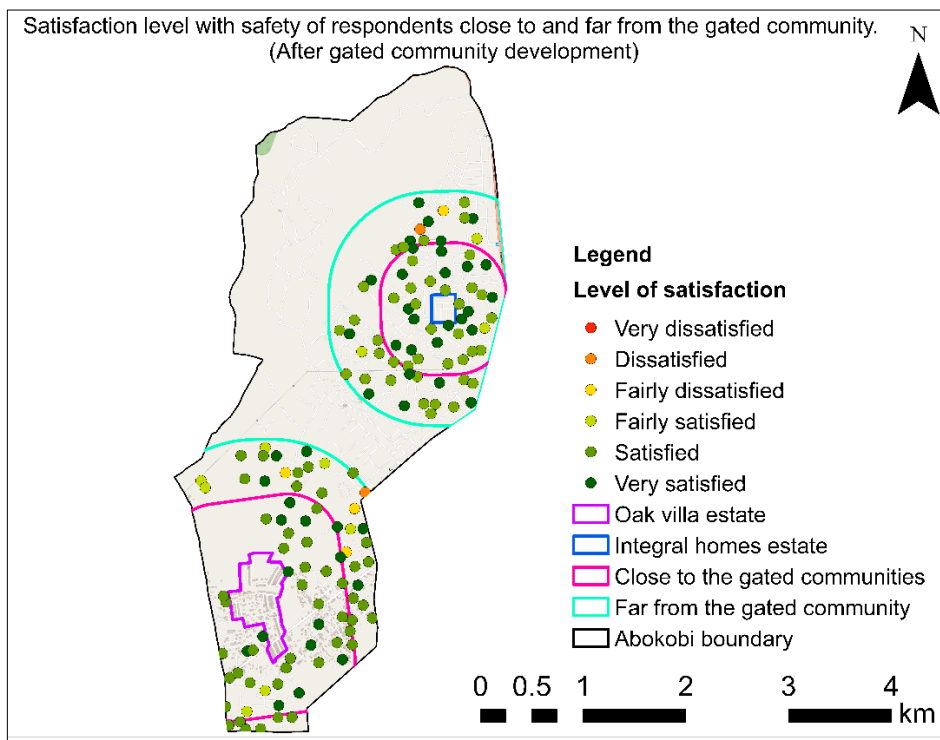 Satisfaction level with safety of respondents close to and far from the gated community.
(After gated community development)
N
Legend
Level of satisfaction
Very dissatisfied
Dissatisfied
Fairly dissatisfied
Fairly satisfied
Satisfied
Very satisfied
Oak villa estate
Integral homes estate
Close to the gated communities
Far from the gated community
Abokobi boundary
0 0.5 1 2 3 4
km